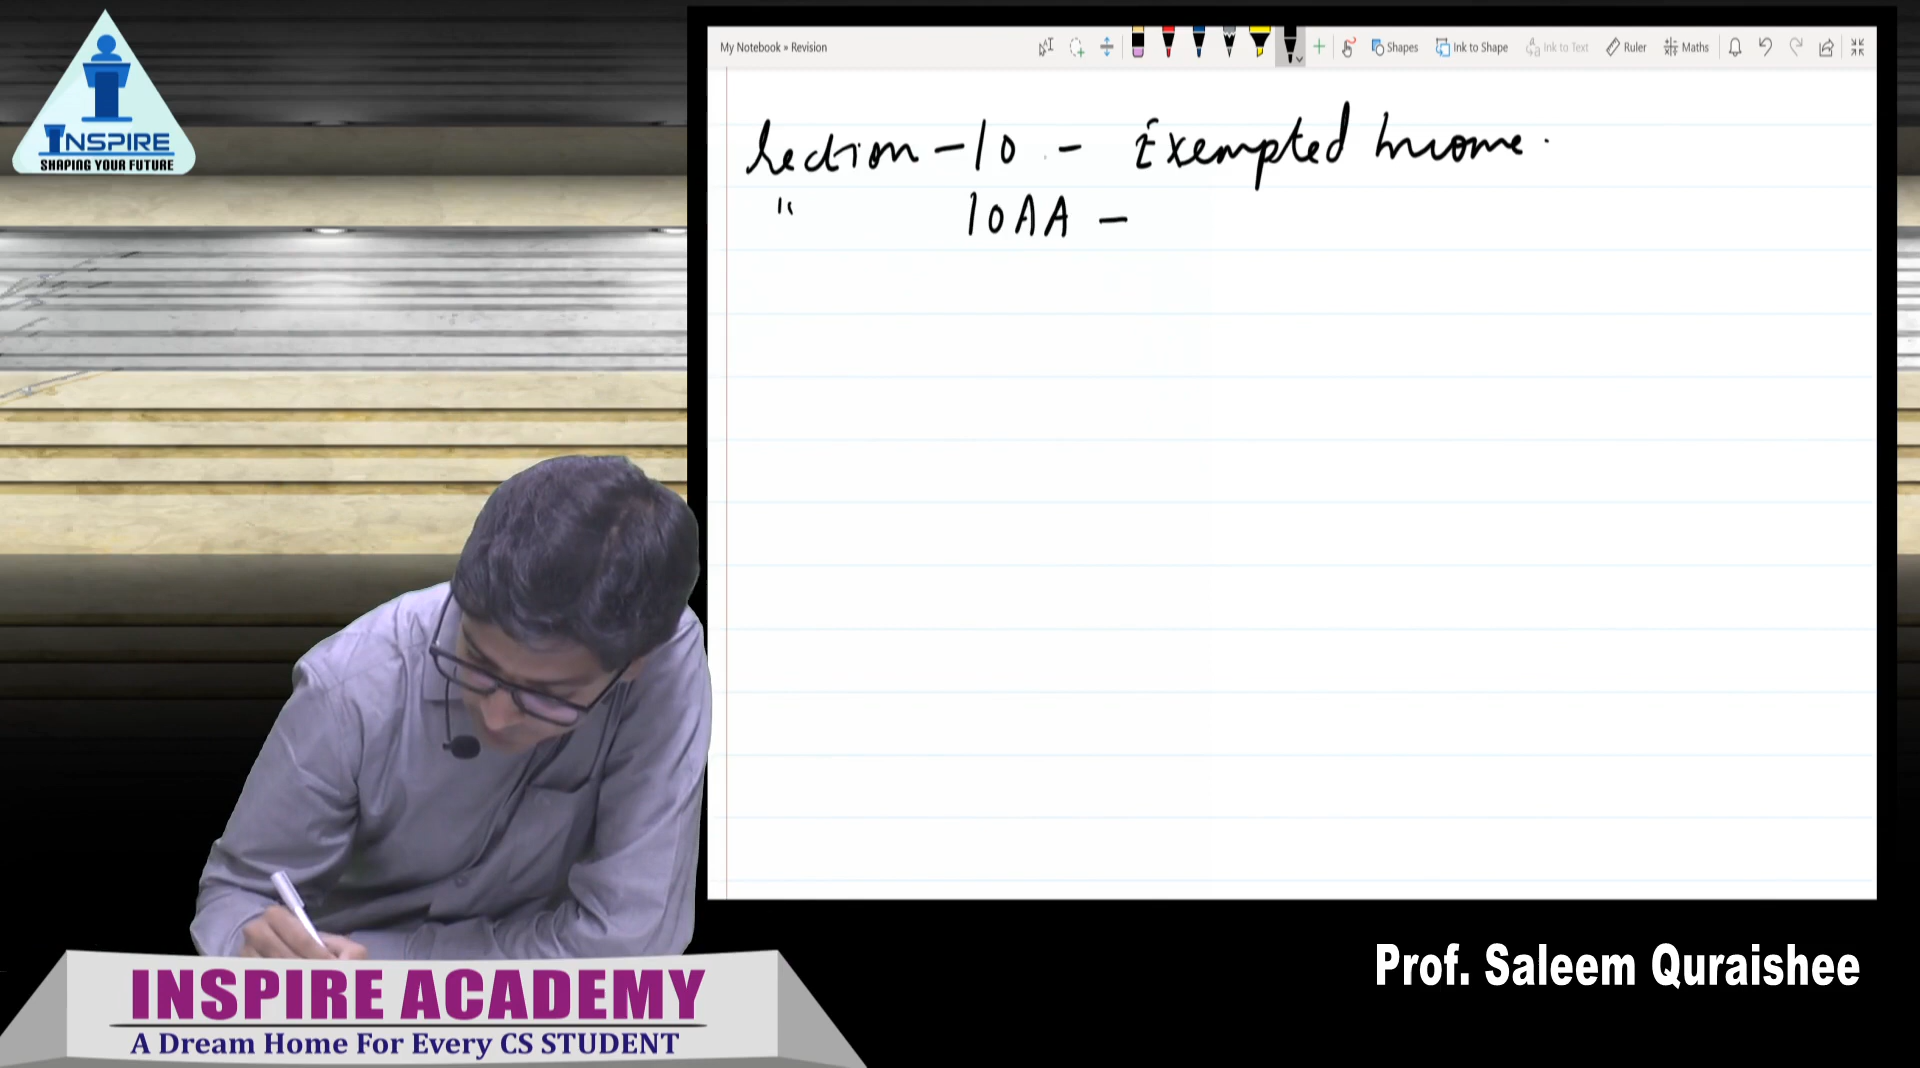 INSPIRE
SHAPING YOUR FUTURE
My Notebook » Revision
Shapes
Ink to Shape
Ink to Text
Ruler
Maths
Section - 10 - Exempted Income.
" 10AA -
INSPIRE ACADEMY
A Dream Home For Every CS STUDENT
Prof. Saleem Quraishee